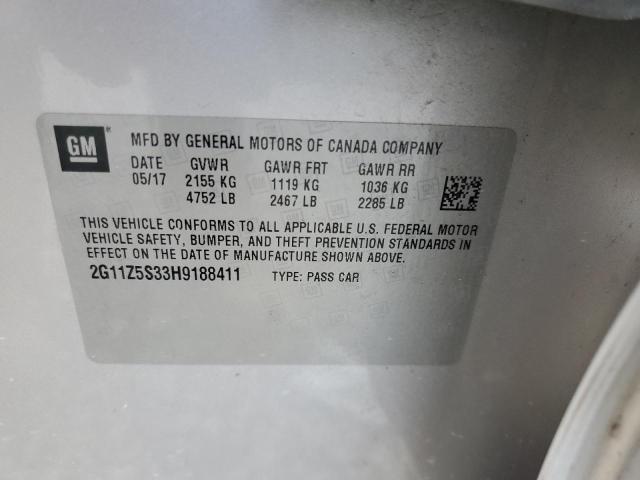 GM
MFD BY GENERAL MOTORS OF CANADA COMPANY
DATE GVWR GAWR FRT GAWR RR
05/17 2155 KG 1119 KG 1036 KG
4752 LB 2467 LB 2285 LB
THIS VEHICLE CONFORMS TO ALL APPLICABLE U.S. FEDERAL MOTOR
VEHICLE SAFETY, BUMPER, AND THEFT PREVENTION STANDARDS IN
EFFECT ON THE DATE OF MANUFACTURE SHOWN ABOVE.
2G11Z5S33H9188411 TYPE: PASS CAR